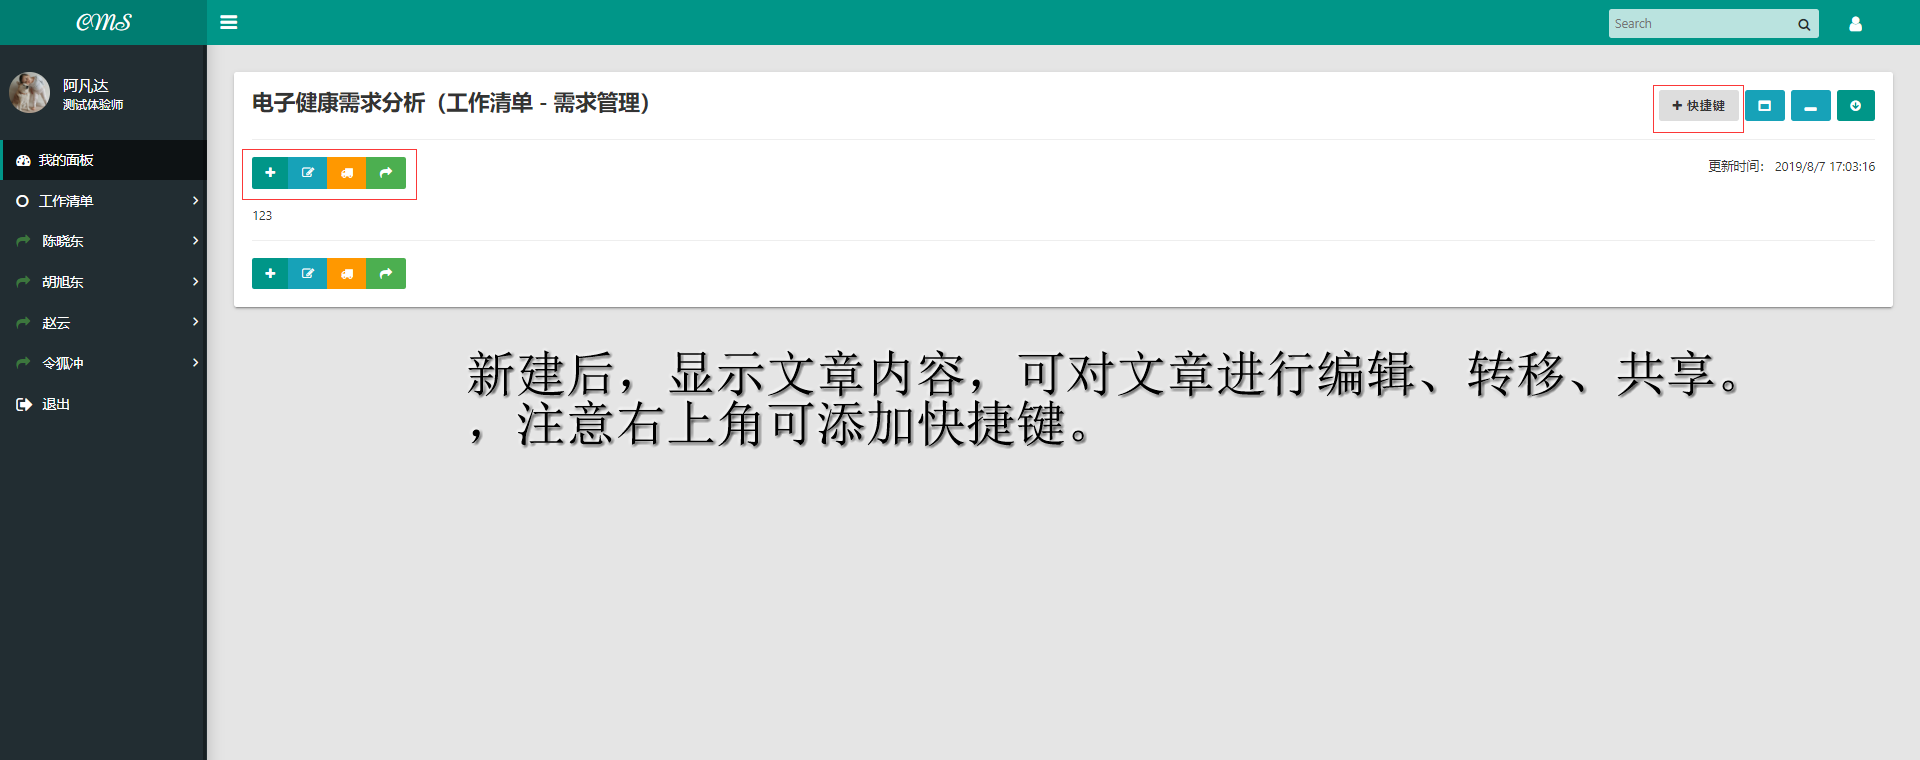 CMS
Search
阿凡达
测试体验师
我的面板
工作清单
陈晓东
胡旭东
赵云
令狐冲
退出
电子健康需求分析（工作清单 - 需求管理）
快捷键
更新时间： 2019/8/7 17:03:16
123
新建后，显示文章内容，可对文章进行编辑、转移、共享。
，注意右上角可添加快捷键。